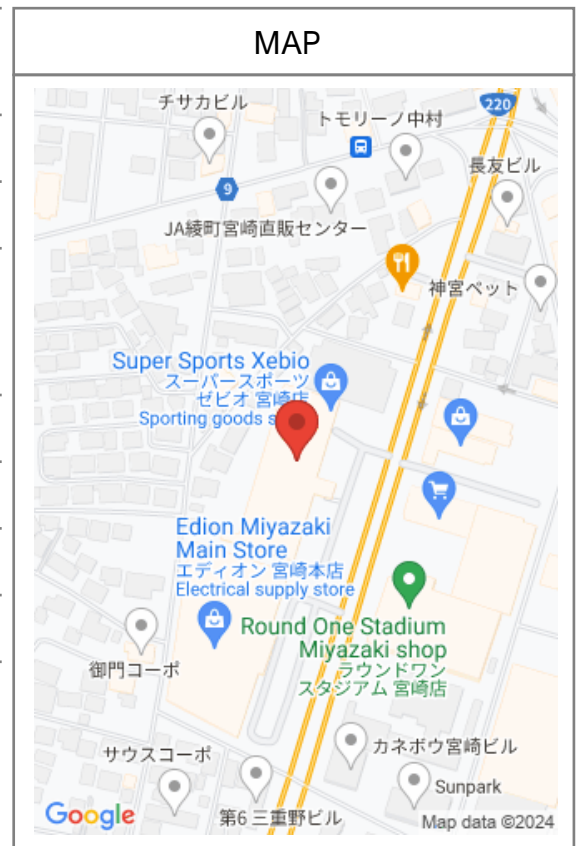 MAP
チサカビル
220
トモリーノ中村
長友ビル
9
JA綾町宮崎直販センター
神宮ペット
Super Sports Xebio
スーパースポーツ
ゼビオ 宮崎店
Sporting goods s
Edion Miyazaki
Main Store
エディオン 宮崎本店
Electrical supply store
Round One Stadium
Miyazaki shop
ラウンドワン
スタジアム 宮崎店
御門コーポ
カネボウ宮崎ビル
サウスコーポ
Sunpark
第6 三重野ビル
Google
Map data ©2024